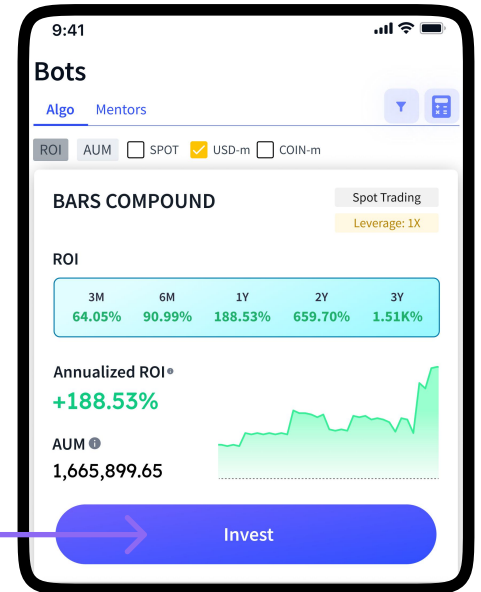 9:41
Bots
Algo Mentors
ROI AUM SPOT USD-m COIN-m
BARS COMPOUND
Spot Trading
Leverage: 1X
ROI
3M 6M 1Y 2Y 3Y
64.05% 90.99% 188.53% 659.70% 1.51K%
Annualized ROI
+188.53%
AUM
1,665,899.65
Invest